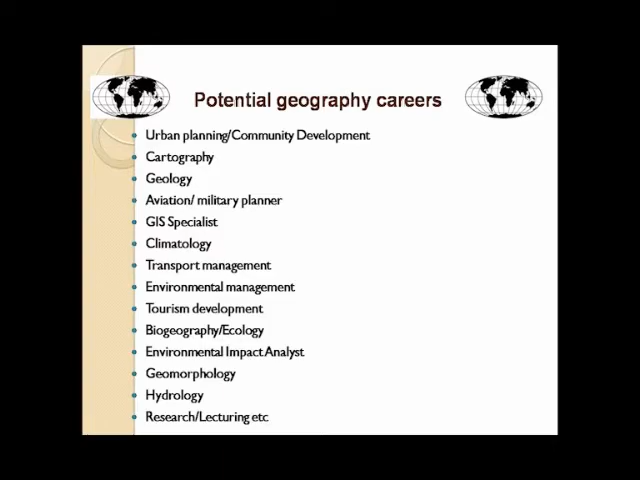 Potential geography careers
Urban planning/Community Development
Cartography
Geology
Aviation/ military planner
GIS Specialist
Climatology
Transport management
Environmental management
Tourism development
Biogeography/Ecology
Environmental Impact Analyst
Geomorphology
Hydrology
Research/Lecturing etc